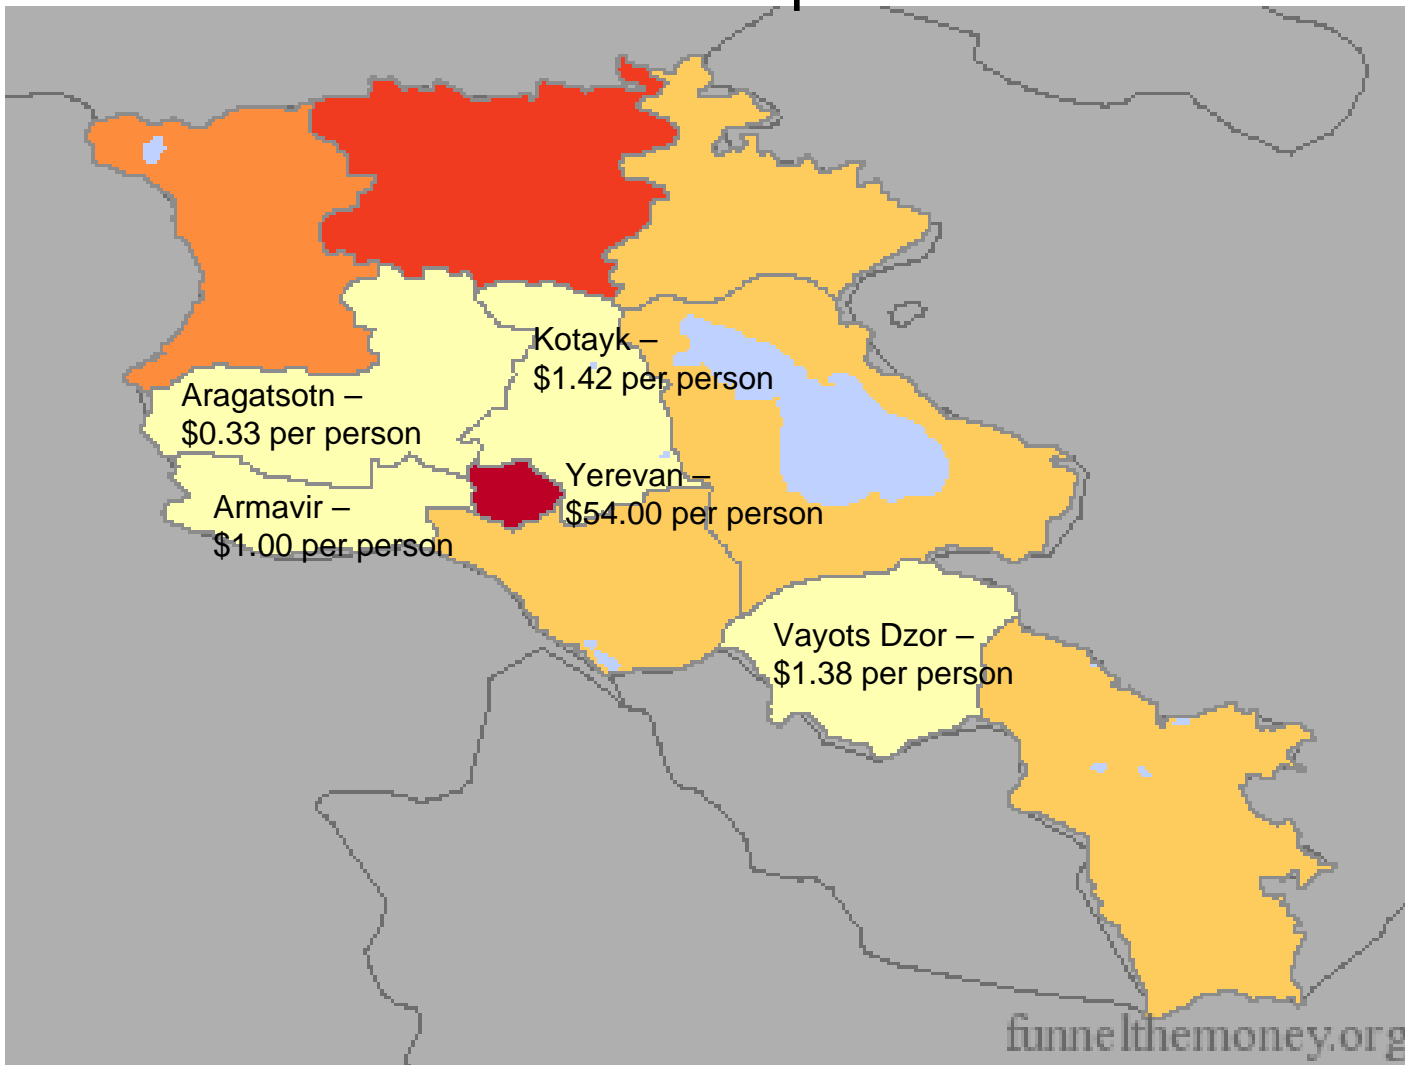 Kotayk –
$1.42 per person
Aragatsotn –
$0.33 per person
Yerevan –
$54.00 per person
Armavir –
$1.00 per person
Vayots Dzor –
$1.38 per person
funnelthemoney.org